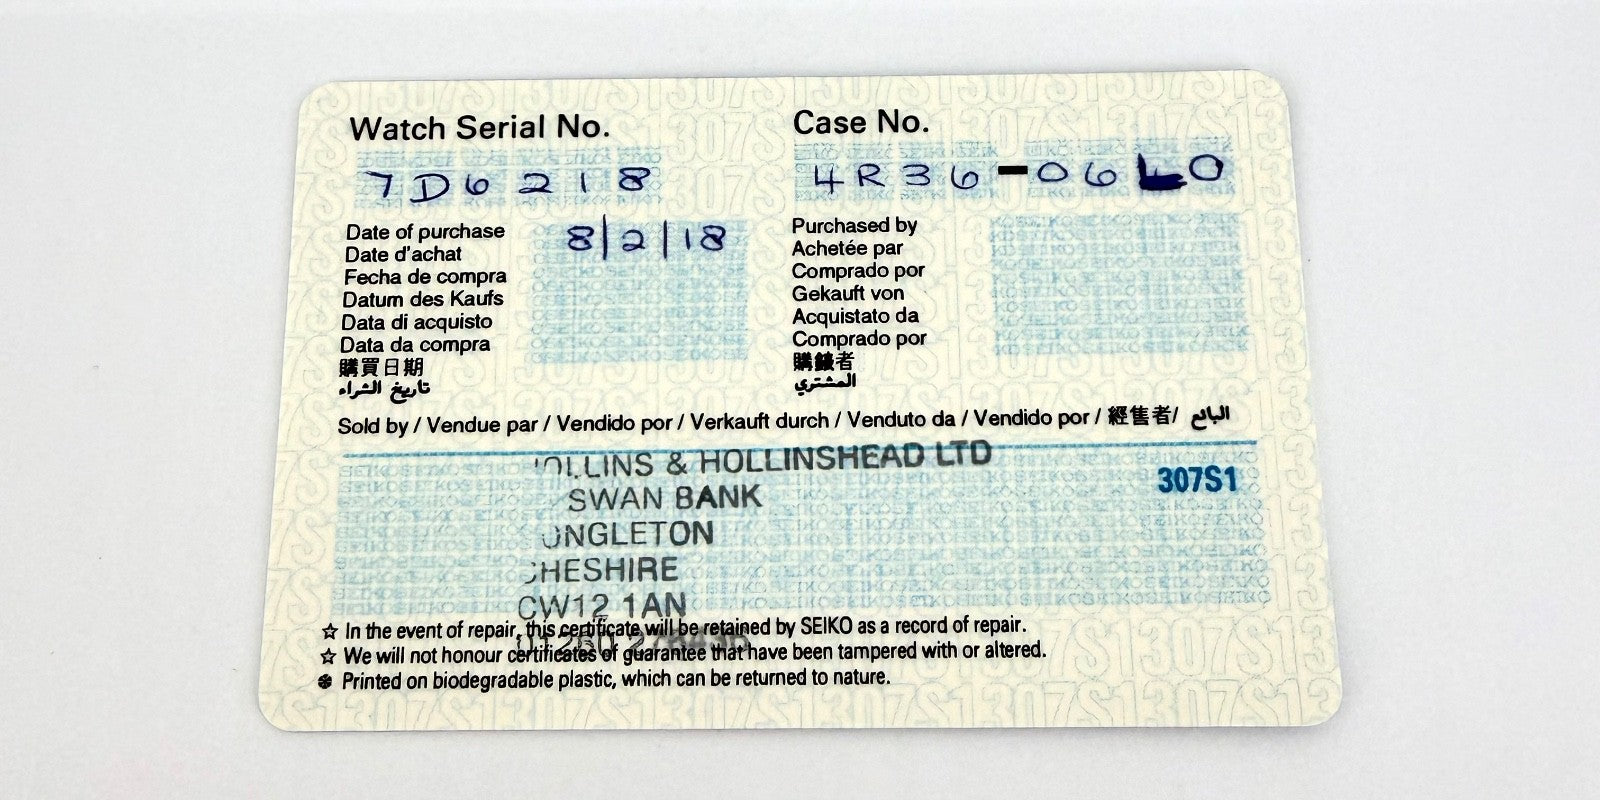 Watch Serial No.
7D6218
Case No.
4R36-06L0
Date of purchase
Date d'achat
Fecha de compra
Datum des Kaufs
Data di acquisto
Data da compra
購買日期
تاريخ الشراء
8/2/18
Purchased by
Achetée par
Comprado por
Gekauft von
Acquistato da
Comprado por
購錶者
المشتري
Sold by / Vendue par / Vendido por / Verkauft durch / Venduto da / Vendido por / 經售者/ البائع
OLLINS & HOLLINSHEAD LTD
SWAN BANK
ONGLETON
CHESHIRE
CW12 1AN
307S1
☆ In the event of repair, this certificate will be retained by SEIKO as a record of repair.
☆ We will not honour certificates of guarantee that have been tampered with or altered.
❆ Printed on biodegradable plastic, which can be returned to nature.